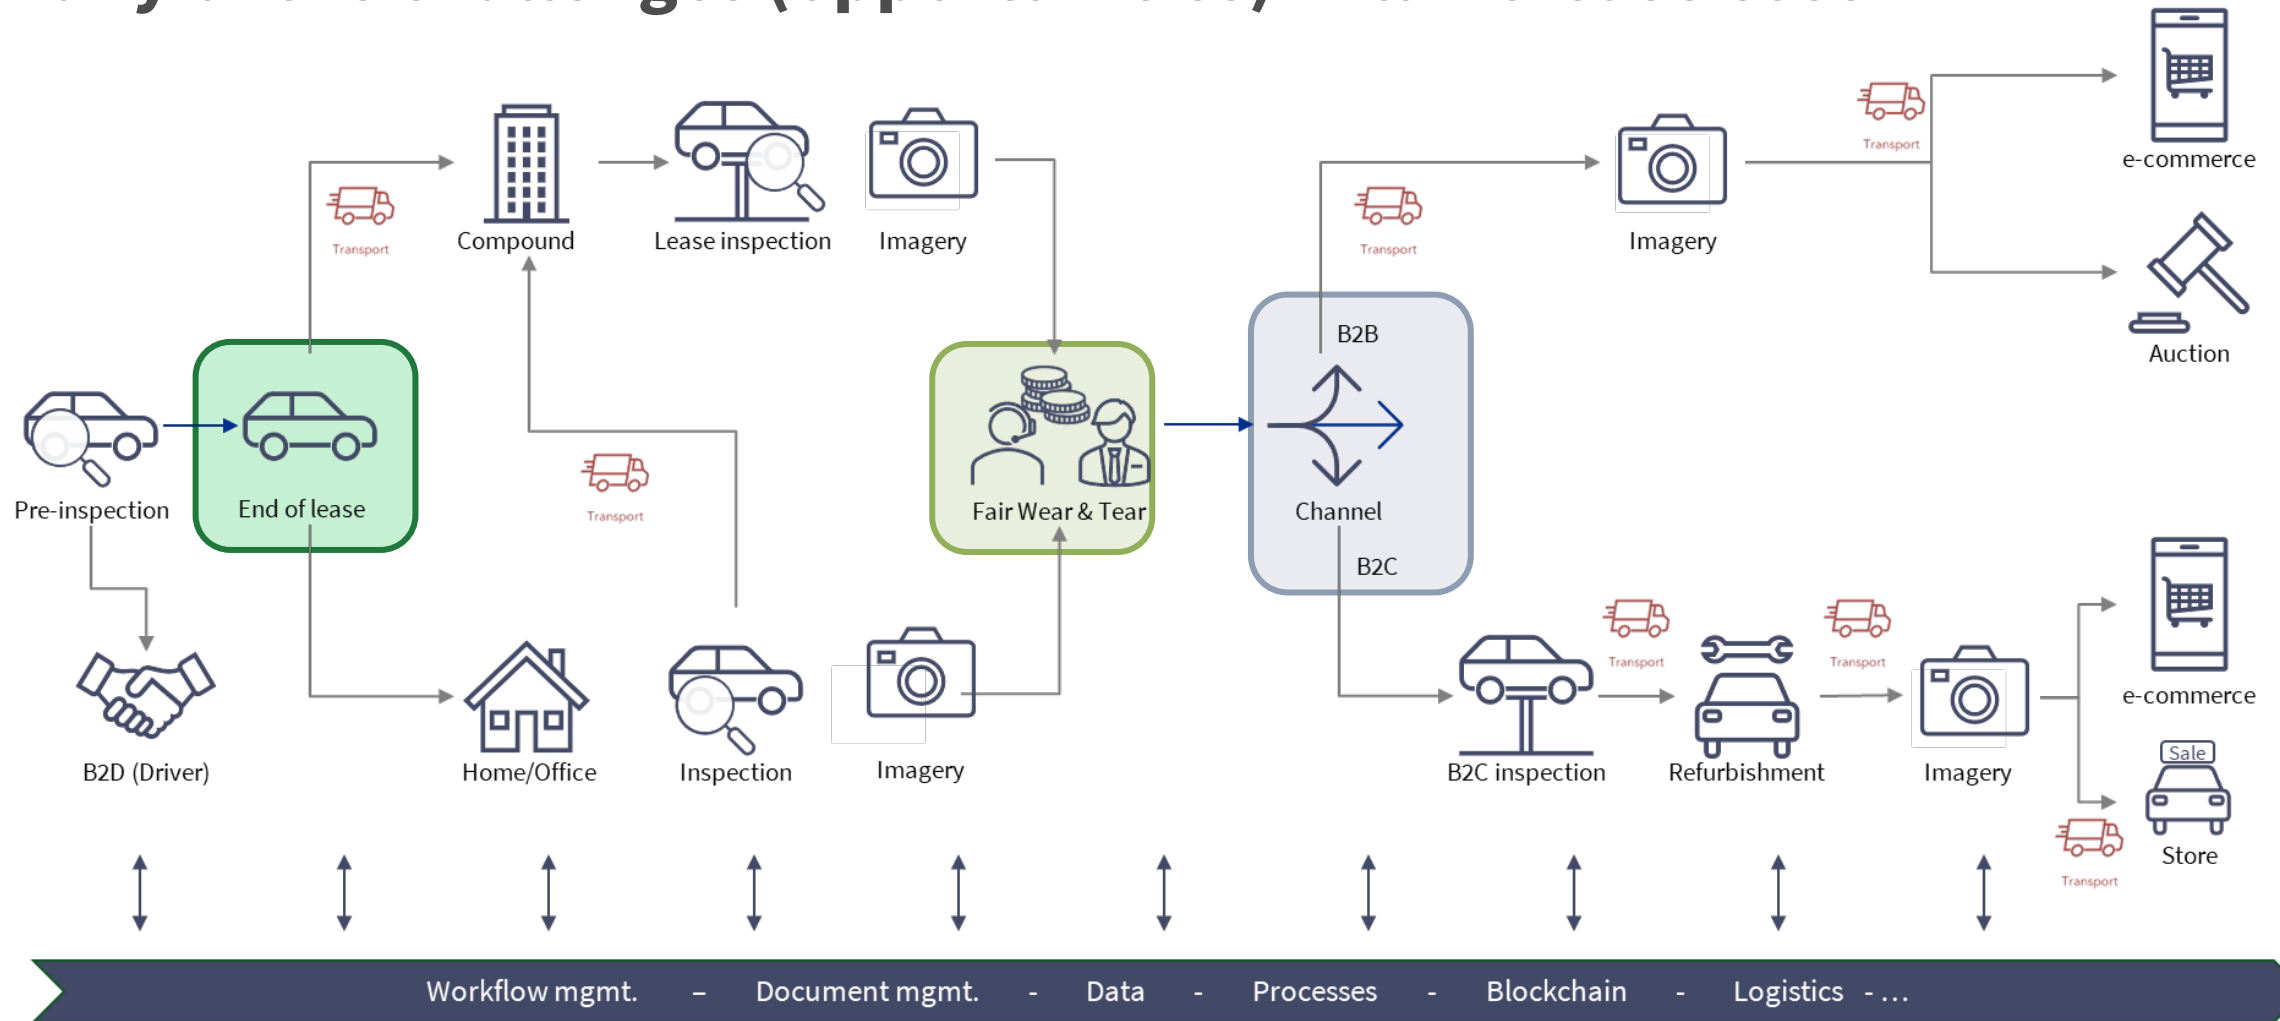 e-commerce
Transport
Transport
Transport
Compound
Lease inspection
Imagery
Imagery
B2B
Auction
Pre-inspection
End of lease
Transport
Fair Wear & Tear
Channel
B2C
Transport
Transport
e-commerce
B2D (Driver)
Home/Office
Inspection
Imagery
B2C inspection
Refurbishment
Imagery
Sale
Store
Transport
Workflow mgmt. – Document mgmt. - Data - Processes - Blockchain - Logistics - ...